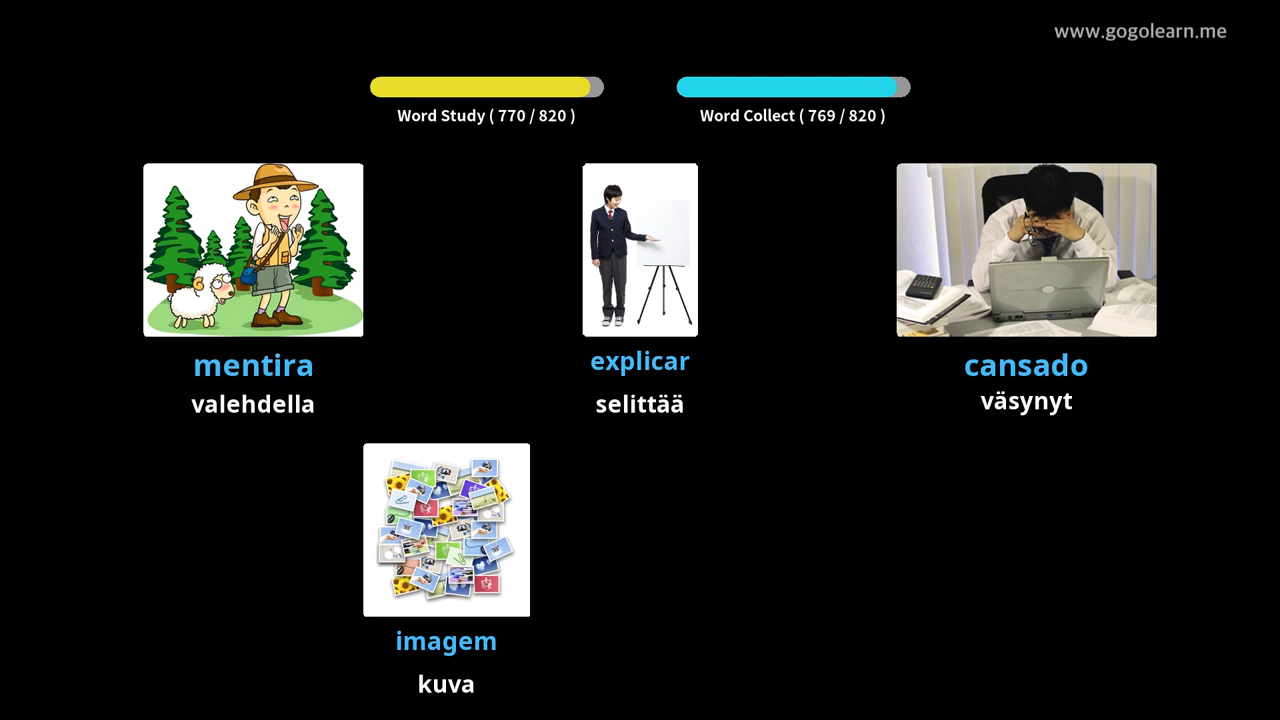 www.gogolearn.me
Word Study ( 770 / 820 )
Word Collect ( 769 / 820 )
mentira
valehdella
explicar
selittää
cansado
väsynyt
imagem
kuva